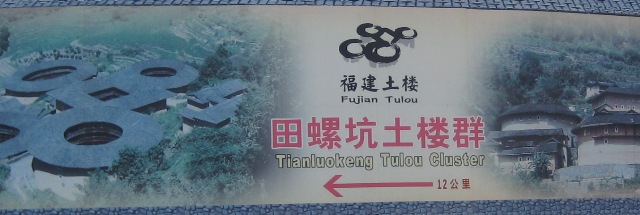 福建土楼
Fujian Tulou
田螺坑土楼群
Tianluokeng Tulou Cluster
12公里